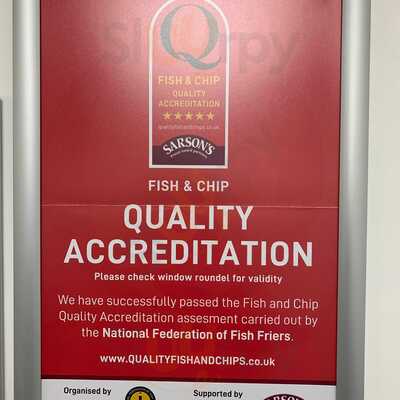 Slurpy
Q
FISH & CHIP
QUALITY
ACCREDITATION
qualityfishandchips.co.uk
SARSON'S
FISH & CHIP
QUALITY
ACCREDITATION
Please check window roundel for validity
We have successfully passed the Fish and Chip
Quality Accreditation assesment carried out by
the National Federation of Fish Friers.
www.QUALITYFISHANDCHIPS.co.uk
Organised by
Supported by
SARSON'S